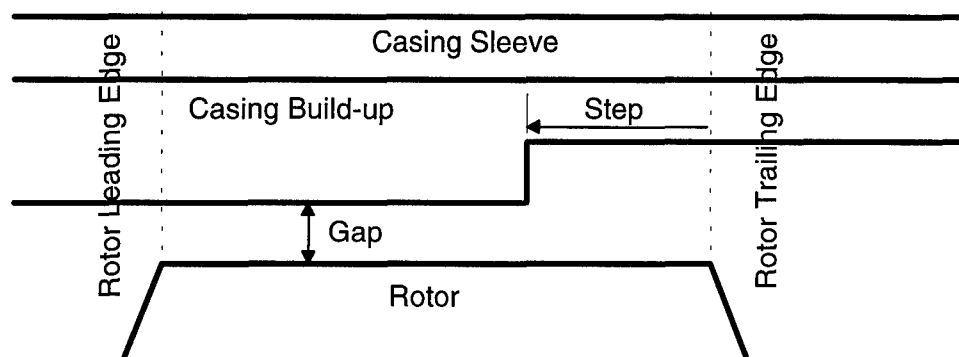 Casing Sleeve
Casing Build-up
Step
Rotor Leading Edge
Rotor Trailing Edge
Gap
Rotor